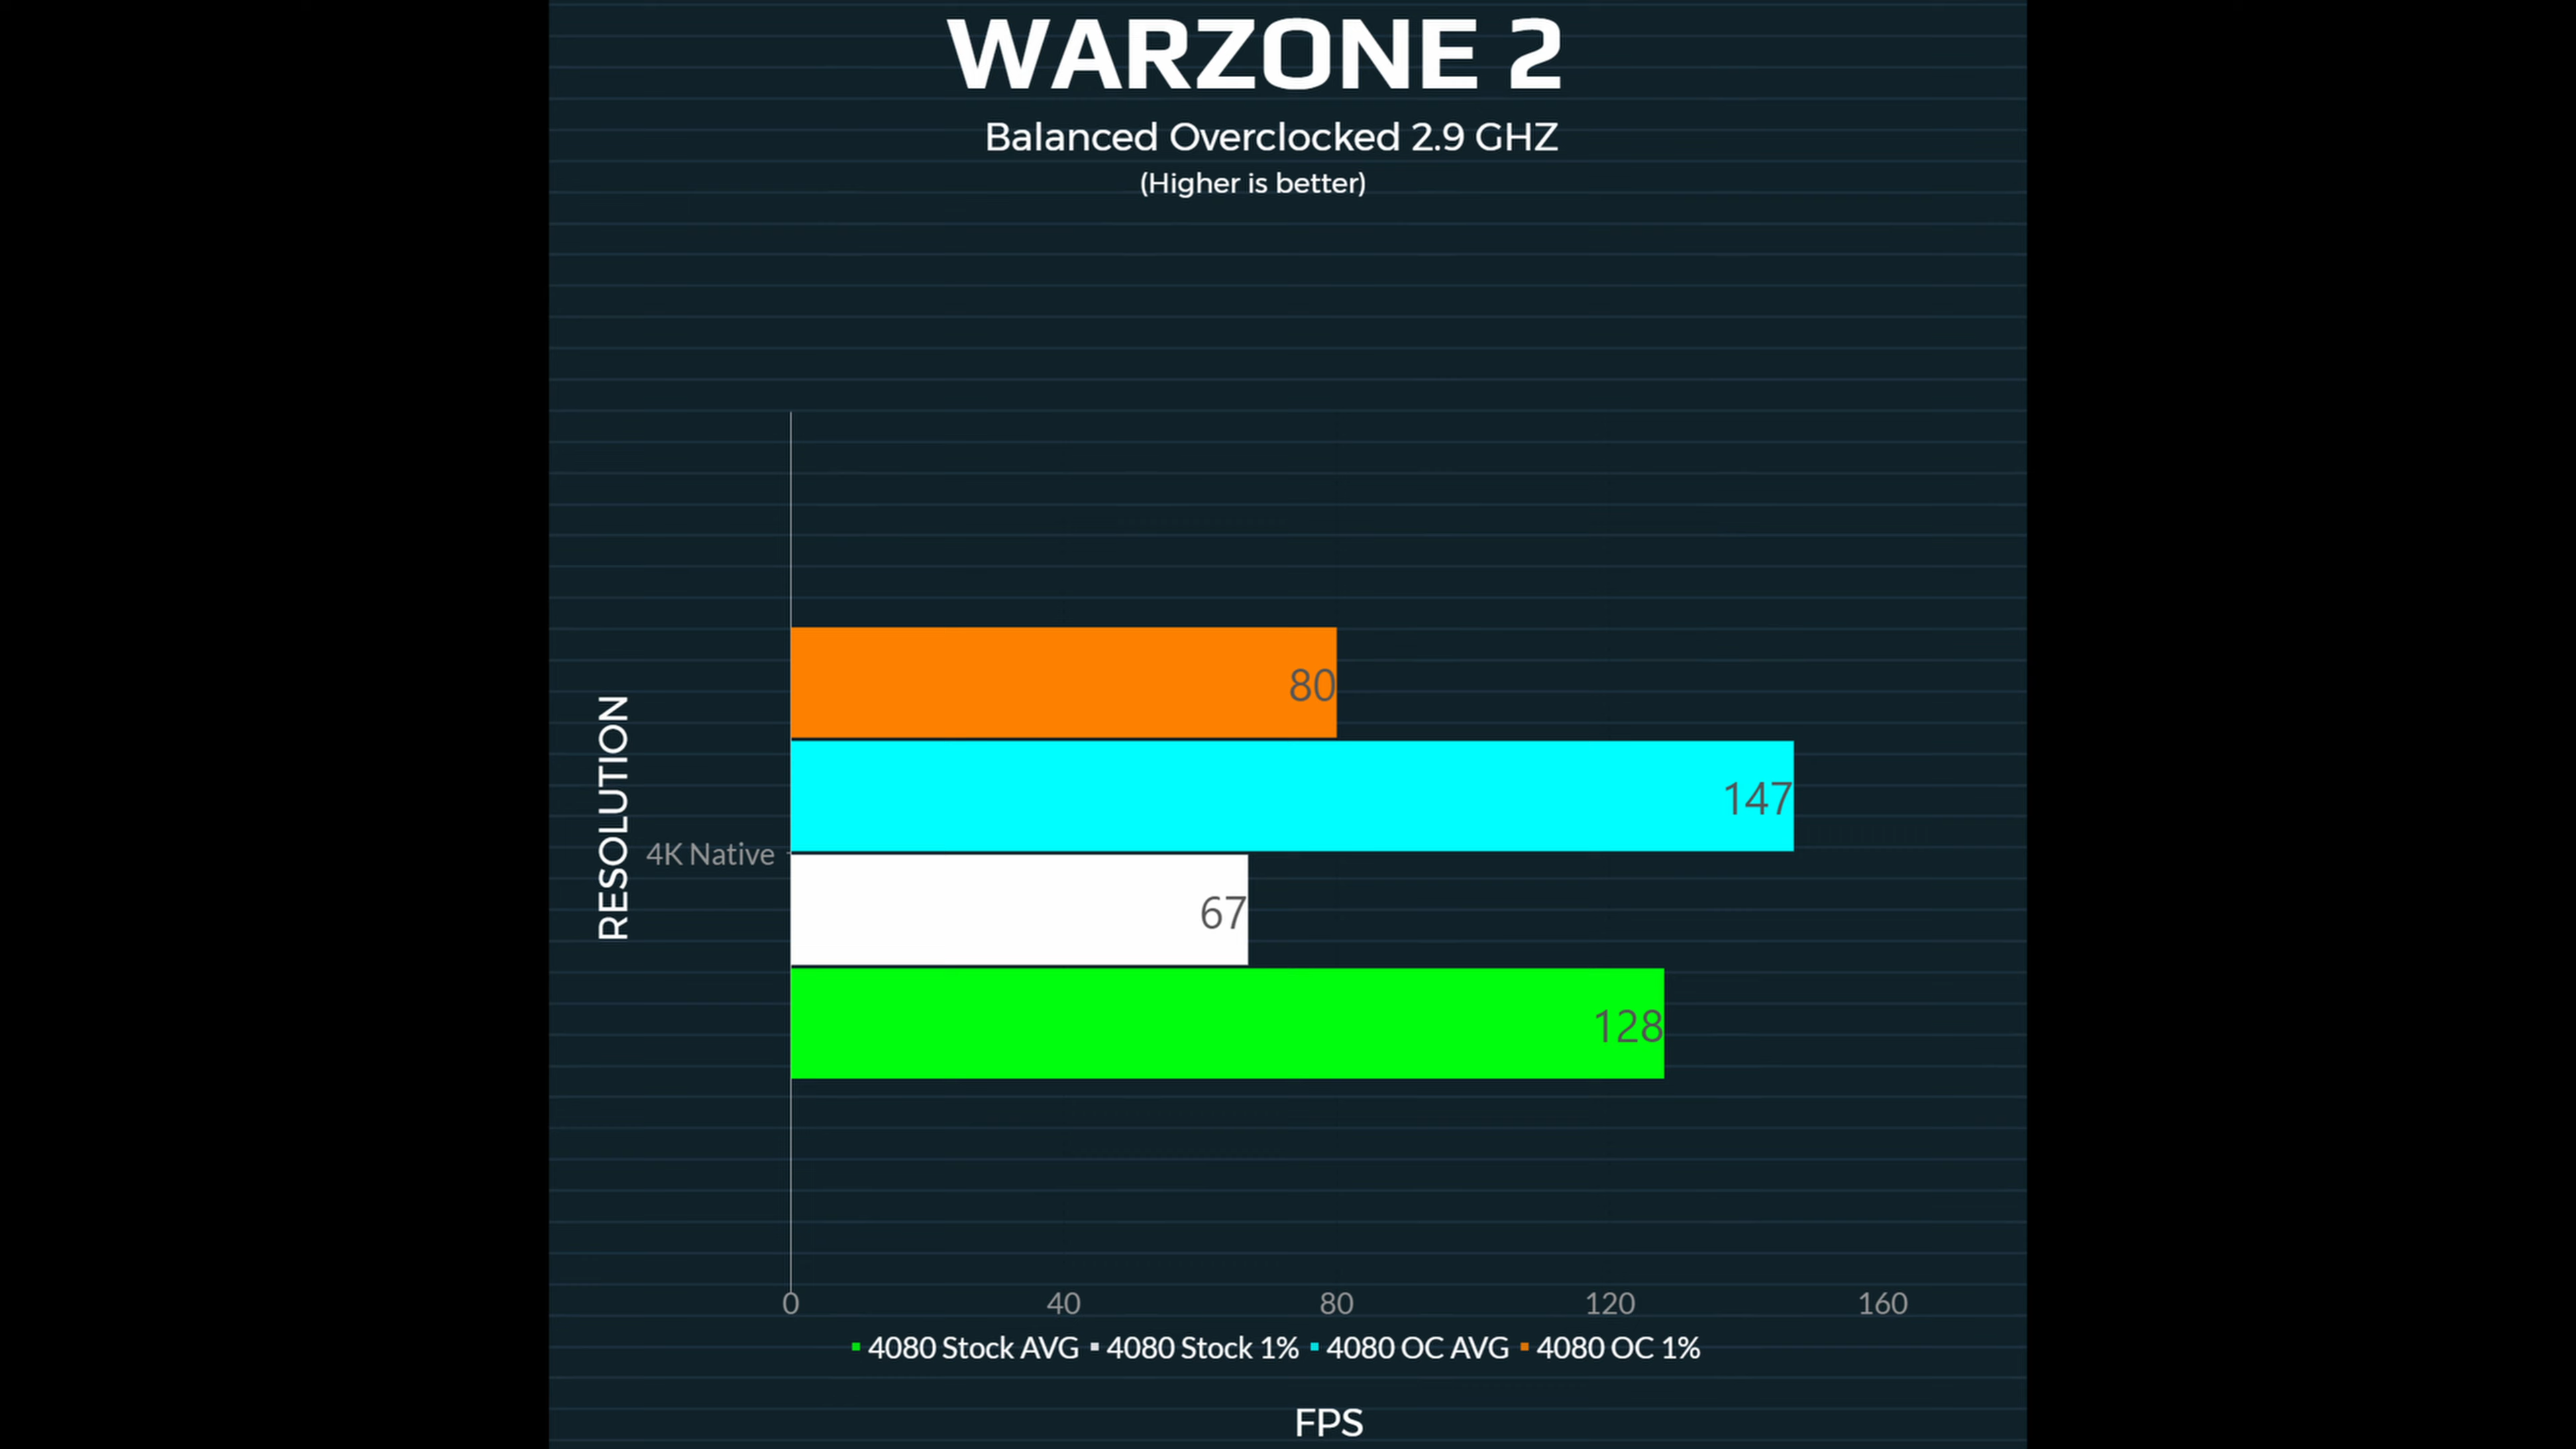 WARZONE 2
Balanced Overclocked 2.9 GHZ
(Higher is better)
RESOLUTION
80
147
4K Native
67
128
0 40 80 120 160
4080 Stock AVG 4080 Stock 1% 4080 OC AVG 4080 OC 1%
FPS